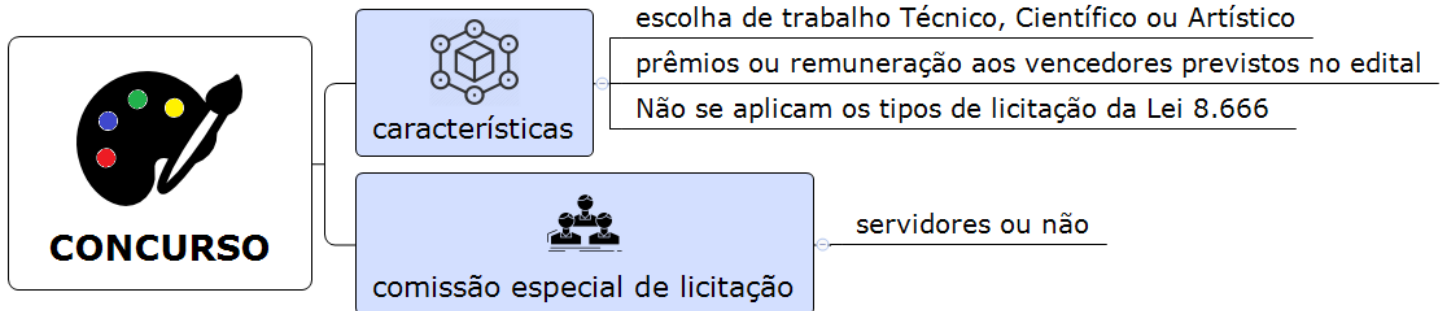 CONCURSO
características
escolha de trabalho Técnico, Científico ou Artístico
prêmios ou remuneração aos vencedores previstos no edital
Não se aplicam os tipos de licitação da Lei 8.666
comissão especial de licitação
servidores ou não